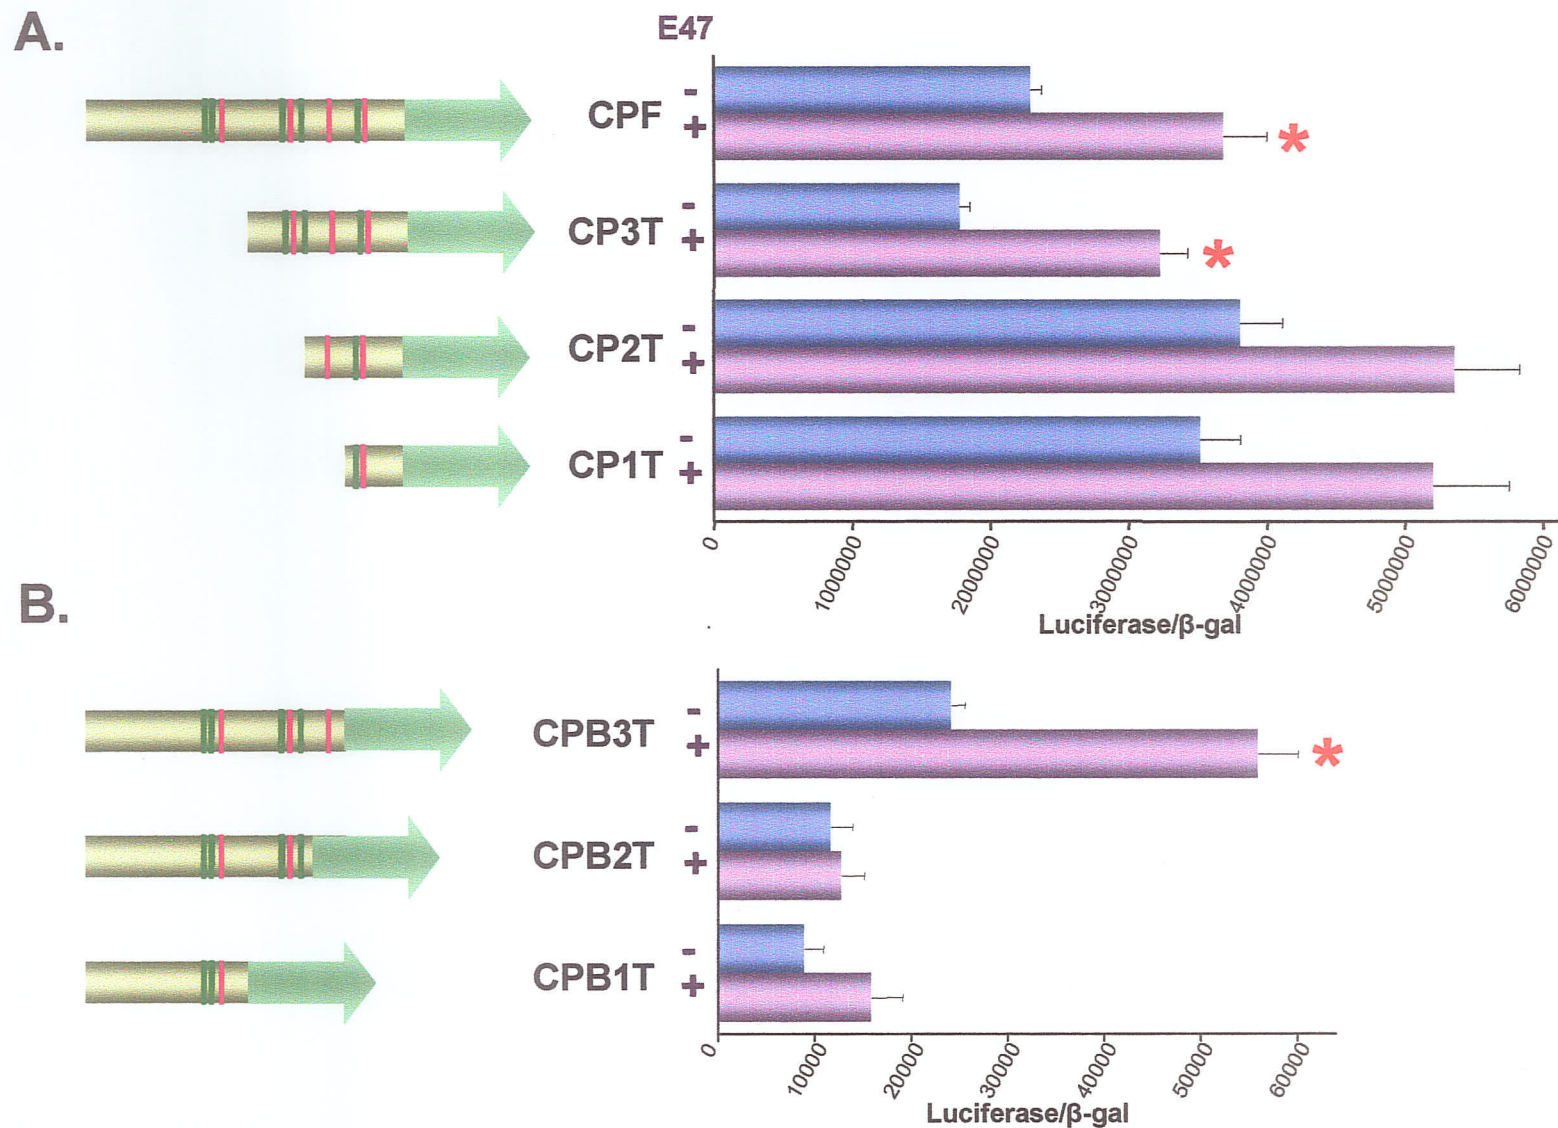 A.
E47
CPF
-
+
*
CP3T
-
+
*
CP2T
-
+
CP1T
-
+
0 1000000 2000000 3000000 4000000 5000000 6000000
Luciferase/β-gal
B.
CPB3T
-
+
*
CPB2T
-
+
CPB1T
-
+
0 10000 20000 30000 40000 50000 60000
Luciferase/β-gal